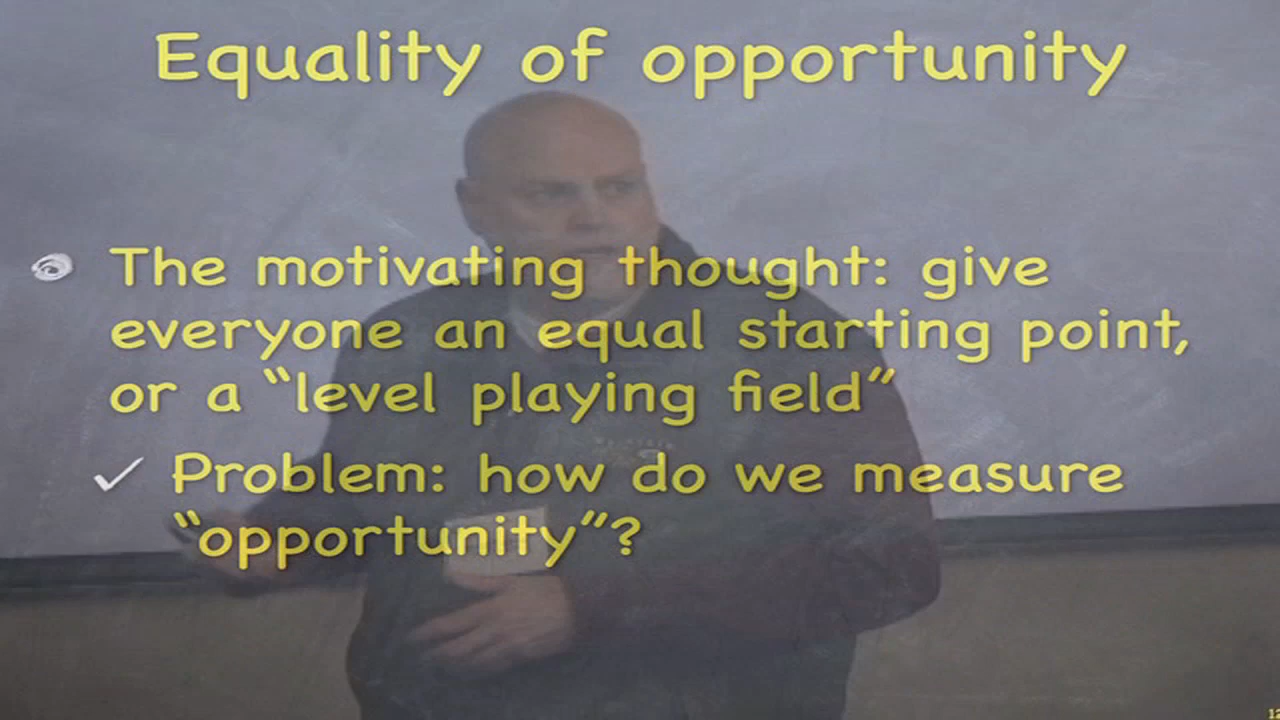 Equality of opportunity
The motivating thought: give
everyone an equal starting point,
or a “level playing field”
Problem: how do we measure
“opportunity”?